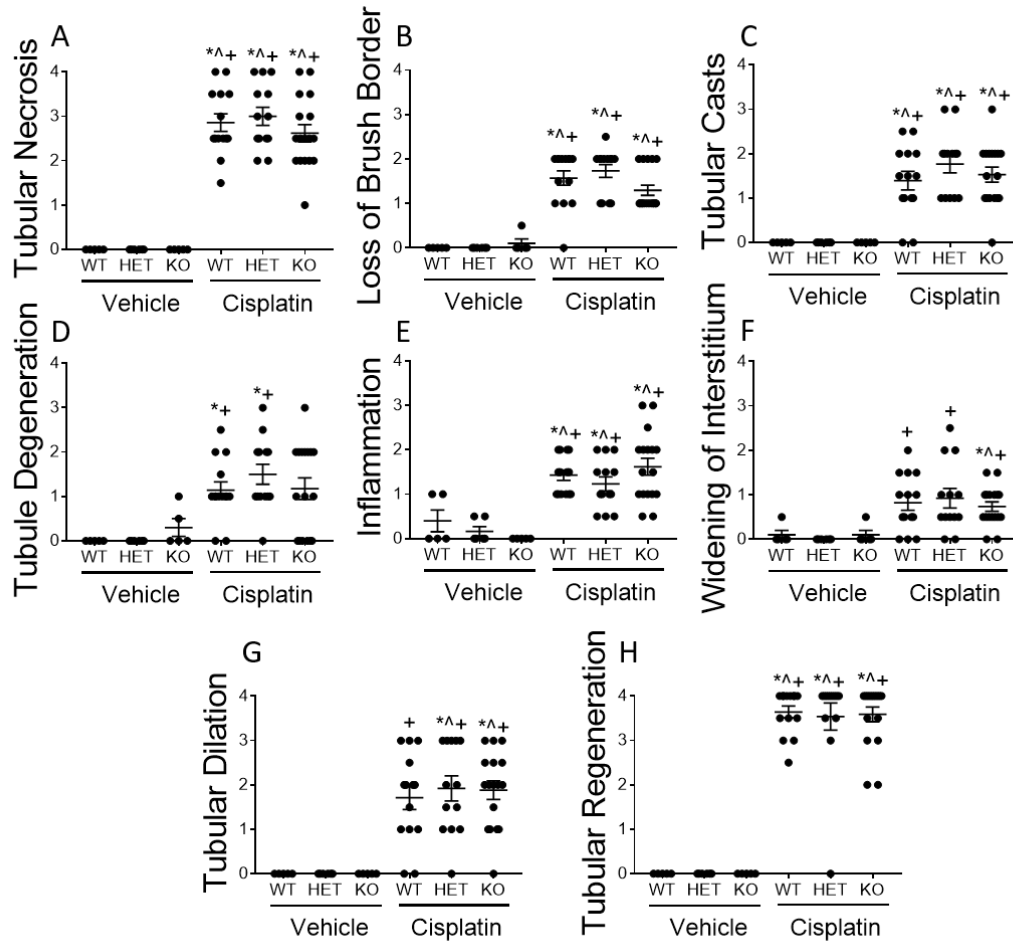 A
Tubular Necrosis
4
3
2
1
0
*^+ *^+ *^+
WT HET KO WT HET KO
Vehicle Cisplatin
B
Loss of Brush Border
4
3
2
1
0
*^+ *^+ *^+
WT HET KO WT HET KO
Vehicle Cisplatin
C
Tubular Casts
4
3
2
1
0
*^+ *^+ *^+
WT HET KO WT HET KO
Vehicle Cisplatin
D
Tubule Degeneration
4
3
2
1
0
*+ *+
WT HET KO WT HET KO
Vehicle Cisplatin
E
Inflammation
4
3
2
1
0
*^+ *^+ *^+
WT HET KO WT HET KO
Vehicle Cisplatin
F
Widening of Interstitium
4
3
2
1
0
+ + *^+
WT HET KO WT HET KO
Vehicle Cisplatin
G
Tubular Dilation
4
3
2
1
0
+ *^+ *^+
WT HET KO WT HET KO
Vehicle Cisplatin
H
Tubular Regeneration
4
3
2
1
0
*^+ *^+ *^+
WT HET KO WT HET KO
Vehicle Cisplatin